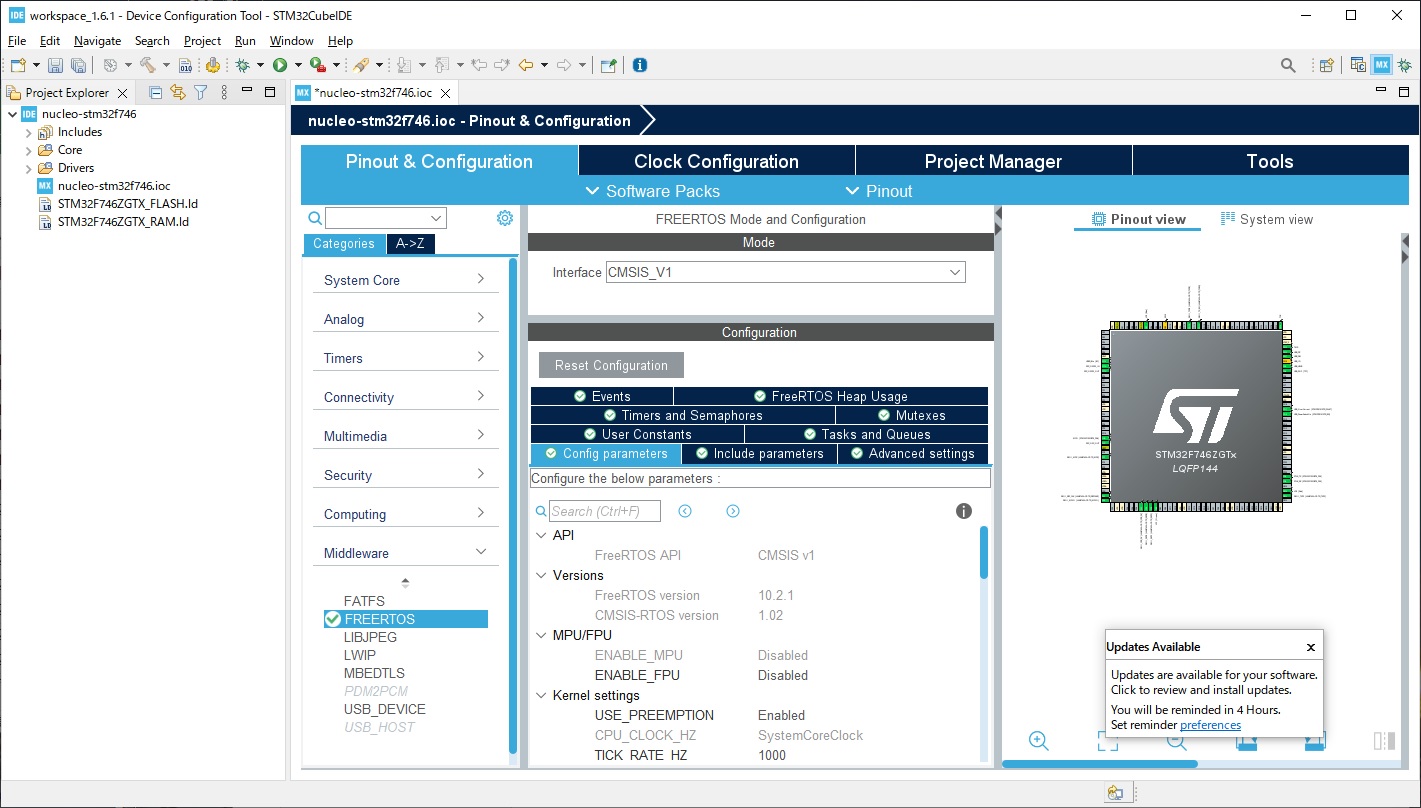 IDE workspace_1.6.1 - Device Configuration Tool - STM32CubeIDE
File Edit Navigate Search Project Run Window Help
MX
Project Explorer
MX *nucleo-stm32f746.ioc
IDE nucleo-stm32f746
Includes
Core
Drivers
MX nucleo-stm32f746.ioc
STM32F746ZGTX_FLASH.ld
STM32F746ZGTX_RAM.ld
nucleo-stm32f746.ioc - Pinout & Configuration
Pinout & Configuration
Clock Configuration
Project Manager
Tools
Software Packs
Pinout
Categories
A->Z
System Core
Analog
Timers
Connectivity
Multimedia
Security
Computing
Middleware
FATFS
FREERTOS
LIBJPEG
LWIP
MBEDTLS
PDM2PCM
USB_DEVICE
USB_HOST
FREERTOS Mode and Configuration
Mode
Interface CMSIS_V1
Configuration
Reset Configuration
Events
FreeRTOS Heap Usage
Timers and Semaphores
Mutexes
User Constants
Tasks and Queues
Config parameters
Include parameters
Advanced settings
Configure the below parameters :
Search (Ctrl+F)
API
FreeRTOS API CMSIS v1
Versions
FreeRTOS version 10.2.1
CMSIS-RTOS version 1.02
MPU/FPU
ENABLE_MPU Disabled
ENABLE_FPU Disabled
Kernel settings
USE_PREEMPTION Enabled
CPU_CLOCK_HZ SystemCoreClock
TICK_RATE_HZ 1000
Pinout view
System view
ST
STM32F746ZGTx
LQFP144
Updates Available
Updates are available for your software.
Click to review and install updates.
You will be reminded in 4 Hours.
Set reminder preferences